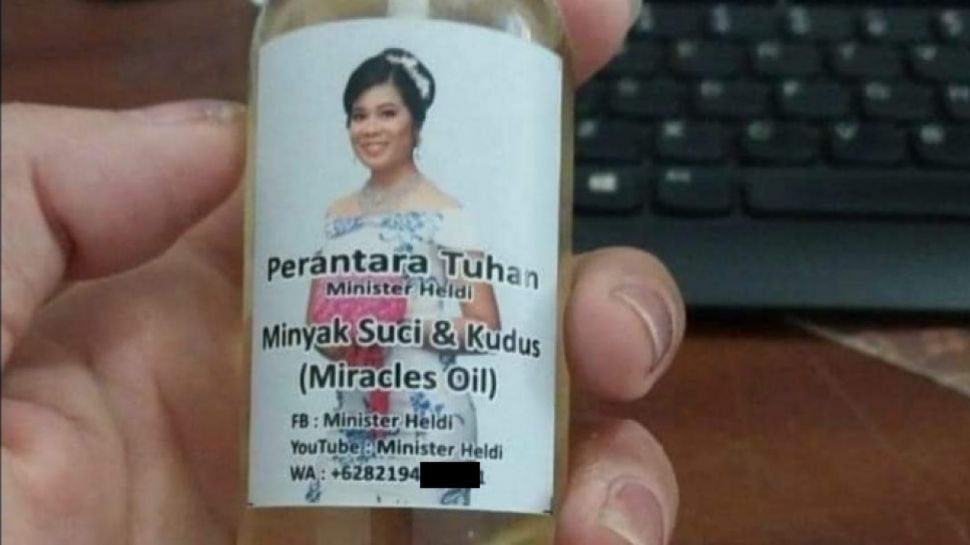 Perantara Tuhan
Minister Heldi
Minyak Suci & Kudus
(Miracles Oil)
FB : Minister Heldi
YouTube : Minister Heldi
WA : +6282194